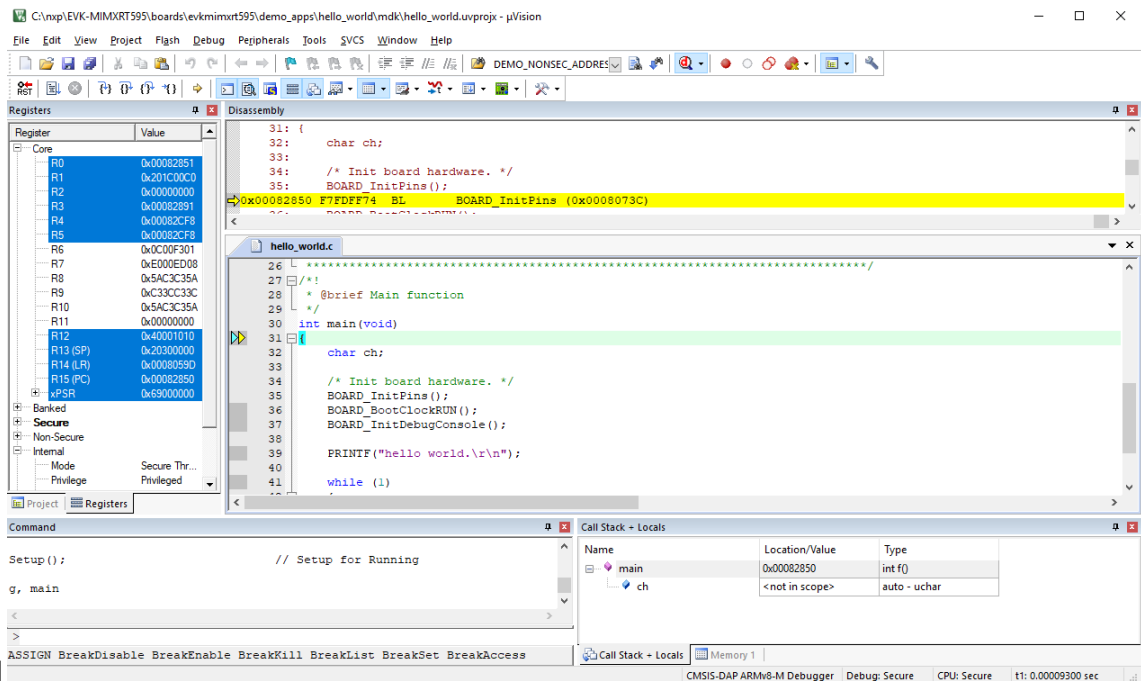 C:\nxp\EVK-MIMXRT595\boards\evkmimxrt595\demo_apps\hello_world\mdk\hello_world.uvprojx - µVision
File Edit View Project Flash Debug Peripherals Tools SVCS Window Help
DEMO_NONSEC_ADDRES
RST
Registers
Register Value
Core
R0 0x00082851
R1 0x201C00C0
R2 0x00000000
R3 0x00082891
R4 0x00082CF8
R5 0x00082CF8
R6 0x0C00F301
R7 0xE000ED08
R8 0x5AC3C35A
R9 0xC33CC33C
R10 0x5AC3C35A
R11 0x00000000
R12 0x40001010
R13 (SP) 0x20300000
R14 (LR) 0x0008059D
R15 (PC) 0x00082850
xPSR 0x69000000
Banked
Secure
Non-Secure
Internal
Mode Secure Thr...
Privilege Privileged
Project Registers
Disassembly
31: {
32: char ch;
33:
34: /* Init board hardware. */
35: BOARD_InitPins();
0x00082850 F7FDFF74 BL BOARD_InitPins (0x0008073C)
36: BOARD_BootClockRUN();
hello_world.c
26 ******************************************************************************/
27 /*!
28 * @brief Main function
29 */
30 int main(void)
31 {
32 char ch;
33
34 /* Init board hardware. */
35 BOARD_InitPins();
36 BOARD_BootClockRUN();
37 BOARD_InitDebugConsole();
38
39 PRINTF("hello world.\r\n");
40
41 while (1)
Command
Setup(); // Setup for Running
g, main
>
ASSIGN BreakDisable BreakEnable BreakKill BreakList BreakSet BreakAccess
Call Stack + Locals
Name Location/Value Type
main 0x00082850 int f()
ch <not in scope> auto - uchar
Call Stack + Locals Memory 1
CMSIS-DAP ARMv8-M Debugger Debug: Secure CPU: Secure t1: 0.00009300 sec